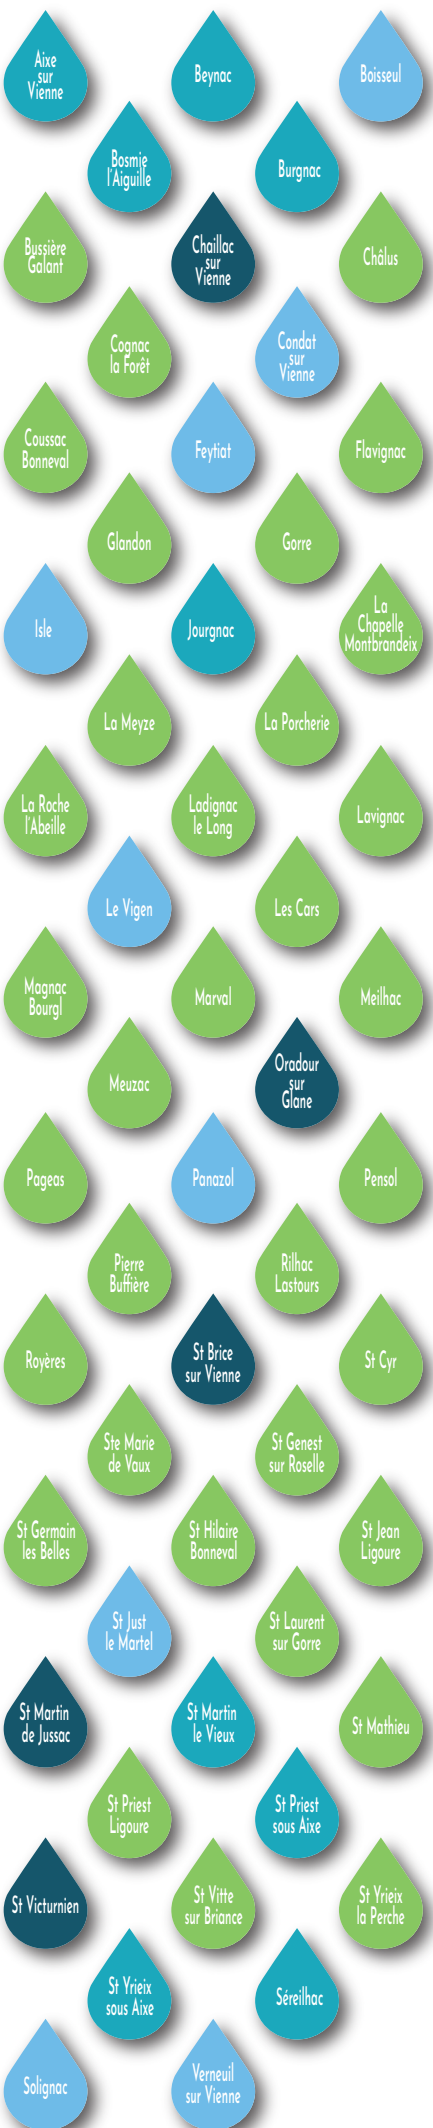 Aixe
sur
Vienne
Beynac
Boisseul
Bosmie
l'Aiguille
Burgnac
Bussière
Galant
Chaillac
sur
Vienne
Châlus
Cognac
la Forêt
Condat
sur
Vienne
Coussac
Bonneval
Feytiat
Flavignac
Glandon
Gorre
Isle
Jourgnac
La
Chapelle
Montbrandeix
La Meyze
La Porcherie
La Roche
l'Abeille
Ladignac
le Long
Lavignac
Le Vigen
Les Cars
Magnac
Bourgl
Marval
Meilhac
Meuzac
Oradour
sur
Glane
Pageas
Panazol
Pensol
Pierre
Buffière
Rilhac
Lastours
Royères
St Brice
sur Vienne
St Cyr
Ste Marie
de Vaux
St Genest
sur Roselle
St Germain
les Belles
St Hilaire
Bonneval
St Jean
Ligoure
St Just
le Martel
St Laurent
sur Gorre
St Martin
de Jussac
St Martin
le Vieux
St Mathieu
St Priest
Ligoure
St Priest
sous Aixe
St Victurnien
St Vitte
sur Briance
St Yrieix
la Perche
St Yrieix
sous Aixe
Séreilhac
Solignac
Verneuil
sur Vienne